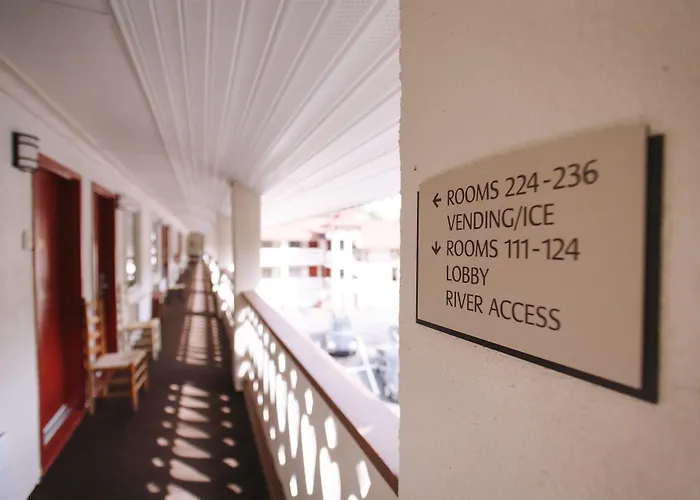 ← ROOMS 224-236
VENDING/ICE
↓ ROOMS 111-124
LOBBY
RIVER ACCESS